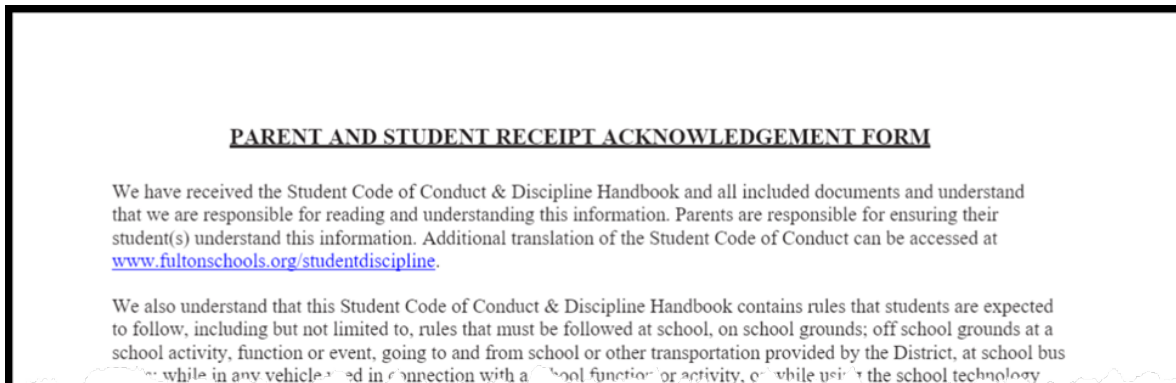 PARENT AND STUDENT RECEIPT ACKNOWLEDGEMENT FORM
We have received the Student Code of Conduct & Discipline Handbook and all included documents and understand
that we are responsible for reading and understanding this information. Parents are responsible for ensuring their
student(s) understand this information. Additional translation of the Student Code of Conduct can be accessed at
www.fultonschools.org/studentdiscipline.
We also understand that this Student Code of Conduct & Discipline Handbook contains rules that students are expected
to follow, including but not limited to, rules that must be followed at school, on school grounds; off school grounds at a
school activity, function or event, going to and from school or other transportation provided by the District, at school bus
while in any vehicle used in connection with a school function or activity, or while using the school technology